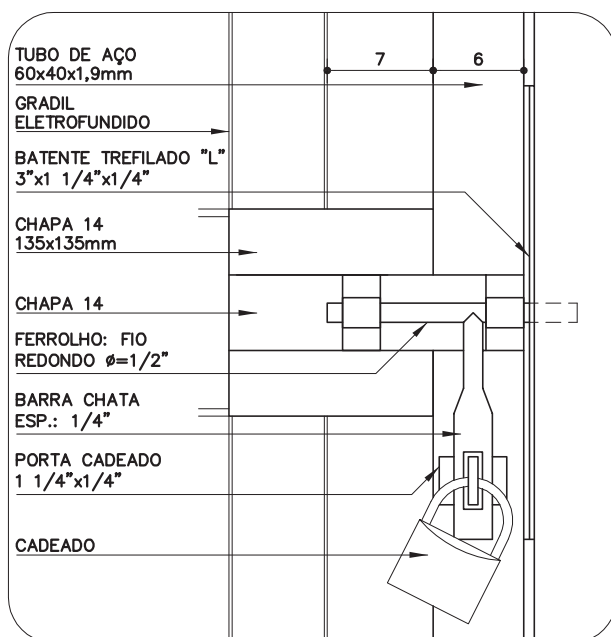 7
6
TUBO DE AÇO
60x40x1,9mm
GRADIL
ELETROFUNDIDO
BATENTE TREFILADO "L"
3"x1 1/4"x1/4"
CHAPA 14
135x135mm
CHAPA 14
FERROLHO: FIO
REDONDO ø=1/2"
BARRA CHATA
ESP.: 1/4"
PORTA CADEADO
1 1/4"x1/4"
CADEADO